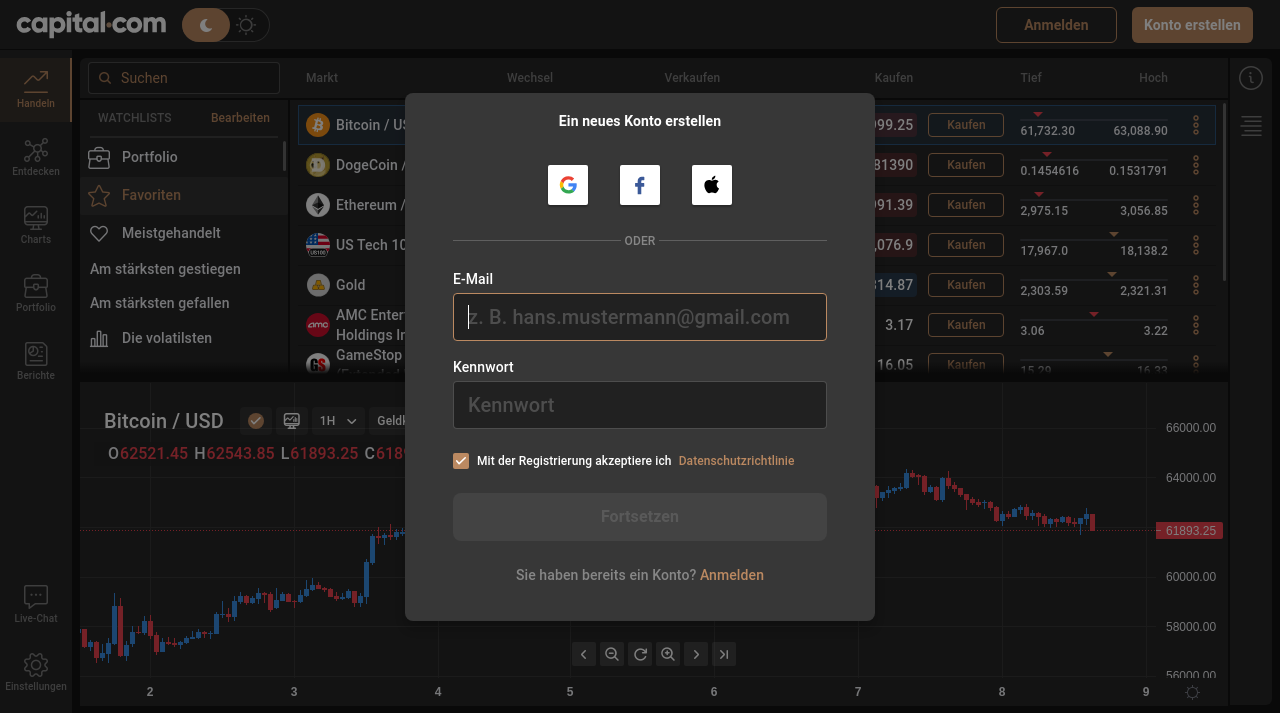 capital.com
Anmelden
Konto erstellen
Handeln
Entdecken
Charts
Portfolio
Berichte
Live-Chat
Einstellungen
Suchen
WATCHLISTS Bearbeiten
Portfolio
Favoriten
Meistgehandelt
Am stärksten gestiegen
Am stärksten gefallen
Die volatilsten
Markt Wechsel Verkaufen Kaufen Tief Hoch
Bitcoin / 99.25 Kaufen 61,732.30 63,088.90
DogeCoin / 81390 Kaufen 0.1454616 0.1531791
Ethereum / 91.39 Kaufen 2,975.15 3,056.85
US Tech 10 ,076.9 Kaufen 17,967.0 18,138.2
Gold 14.87 Kaufen 2,303.59 2,321.31
AMC Enter
Holdings In 3.17 Kaufen 3.06 3.22
GameStop 16.05 Kaufen 15.29 16.33
Ein neues Konto erstellen
ODER
E-Mail
z. B. hans.mustermann@gmail.com
Kennwort
Kennwort
Mit der Registrierung akzeptiere ich Datenschutzrichtlinie
Fortsetzen
Sie haben bereits ein Konto? Anmelden
Bitcoin / USD 1H
O62521.45 H62543.85 L61893.25 C618
66000.00
64000.00
61893.25
60000.00
58000.00
56000.00
2 3 4 5 6 7 8 9